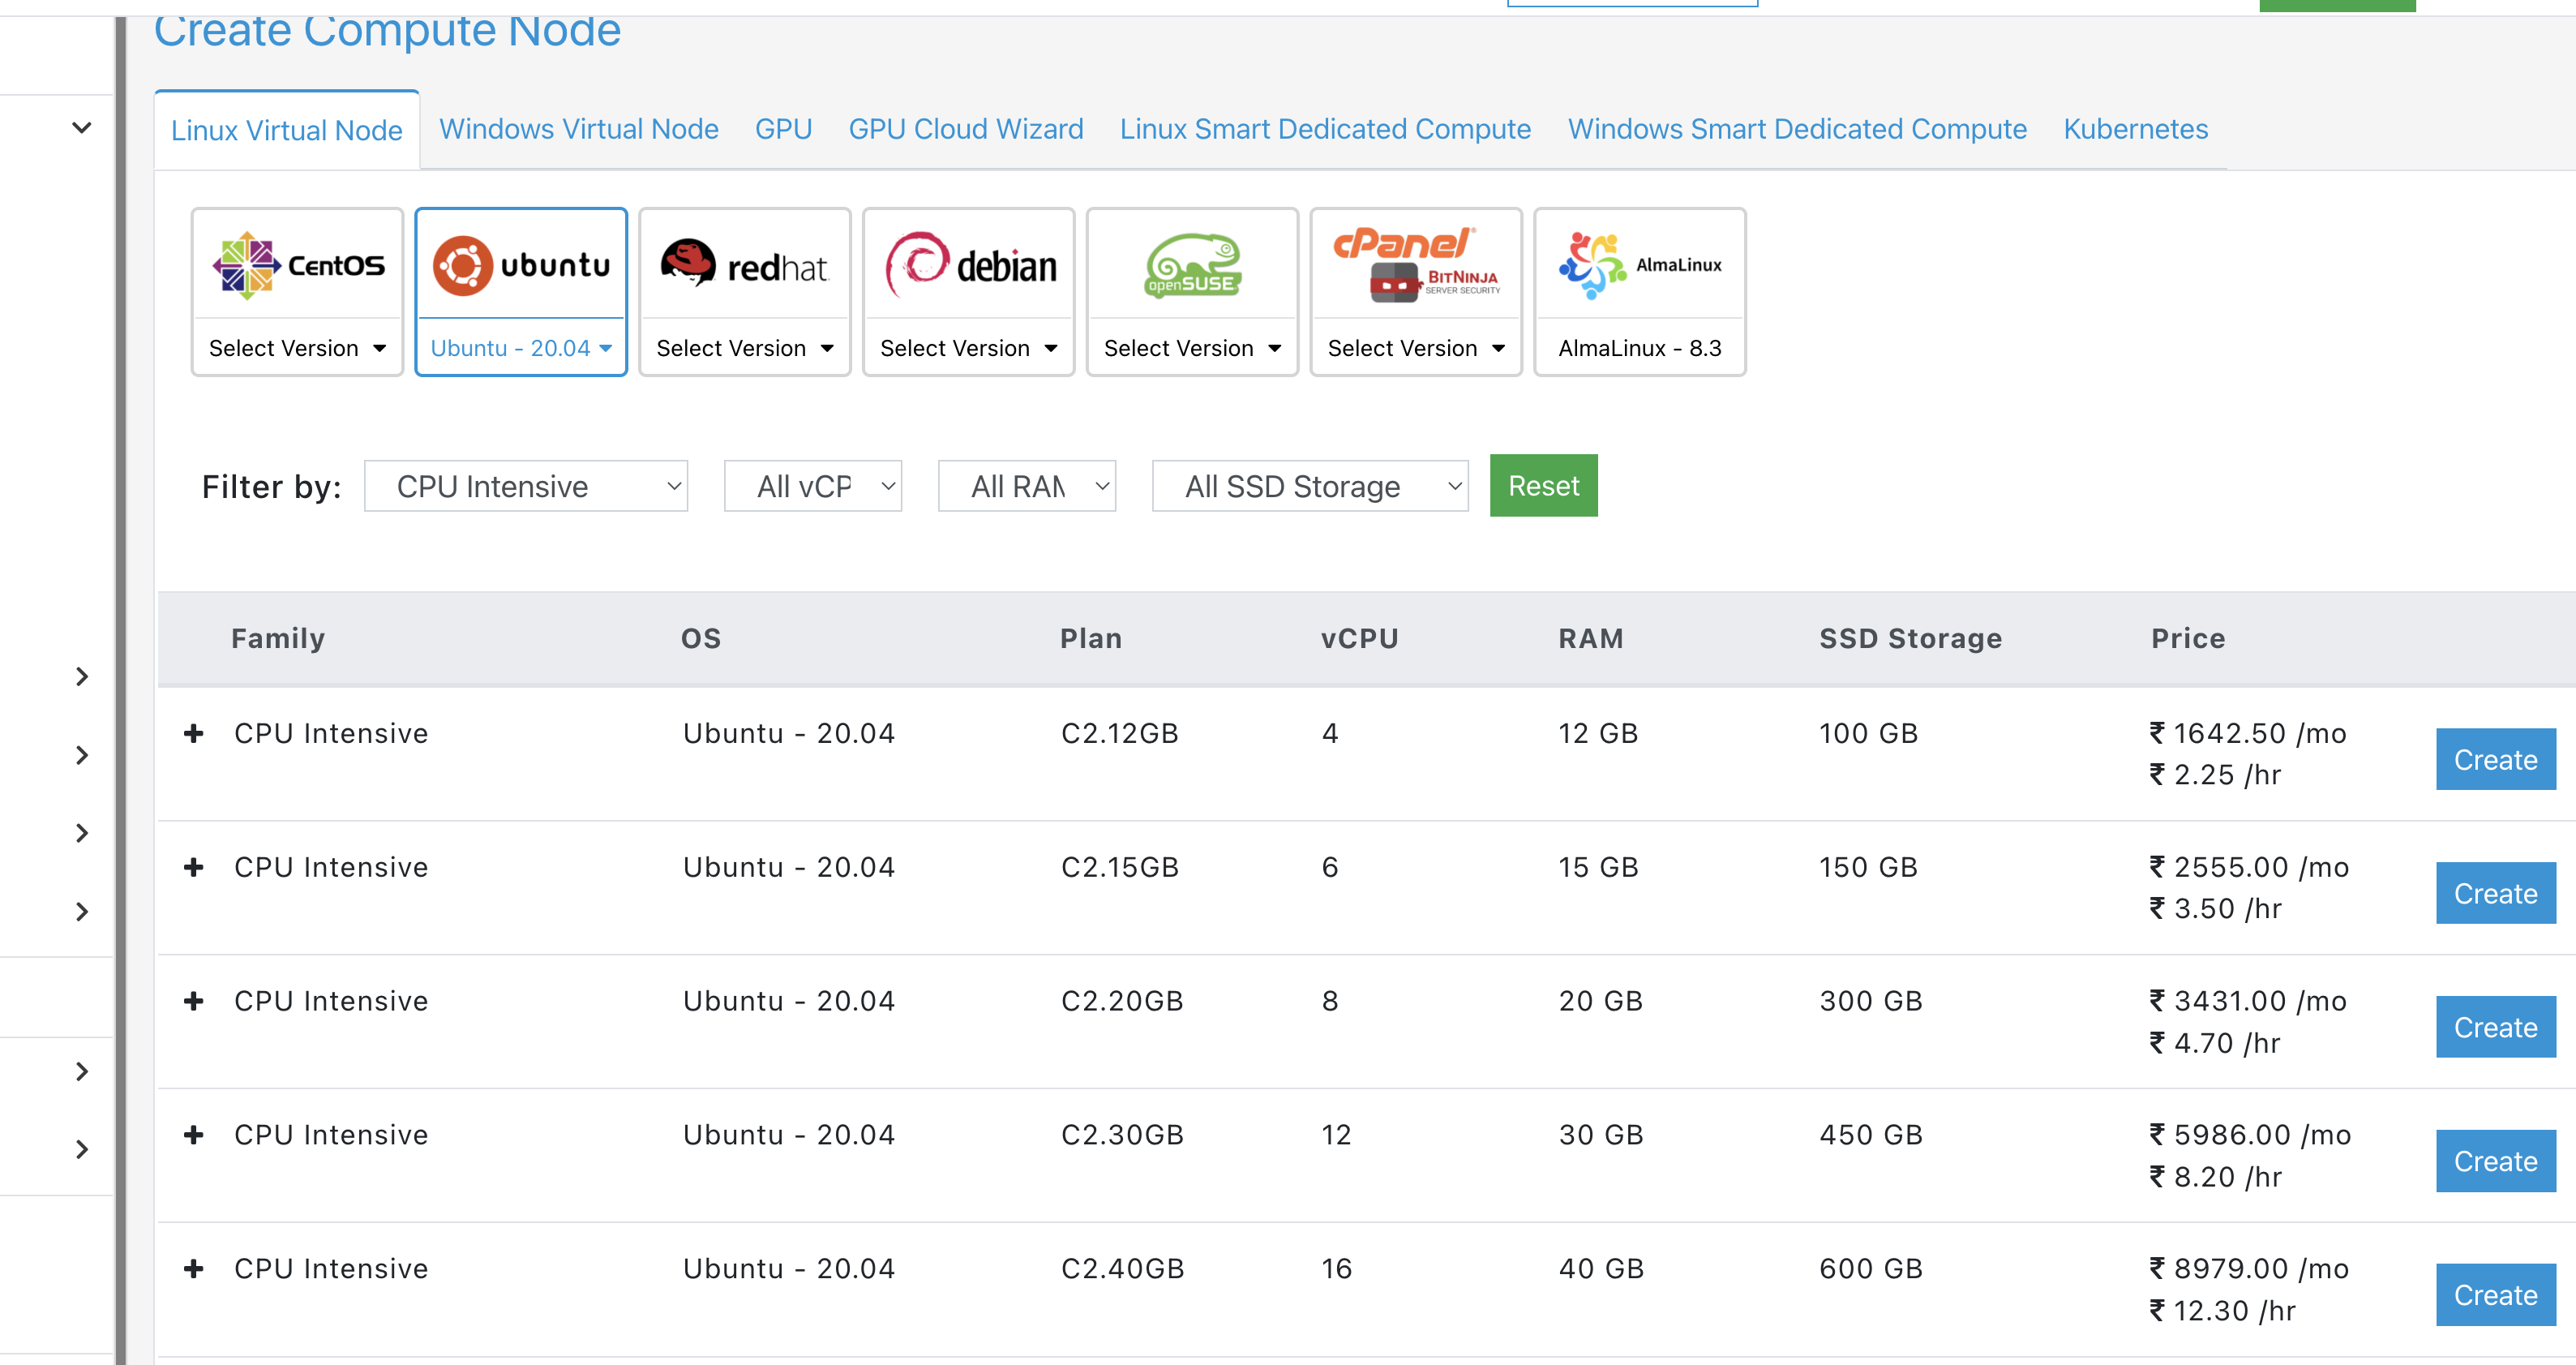 Create Compute Node
Linux Virtual Node Windows Virtual Node GPU GPU Cloud Wizard Linux Smart Dedicated Compute Windows Smart Dedicated Compute Kubernetes
CentOS ubuntu redhat debian openSUSE cPanel BITNINJA SERVER SECURITY AlmaLinux
Select Version Ubuntu - 20.04 Select Version Select Version Select Version Select Version AlmaLinux - 8.3
Filter by: CPU Intensive All vCP All RAM All SSD Storage Reset
Family OS Plan vCPU RAM SSD Storage Price
CPU Intensive Ubuntu - 20.04 C2.12GB 4 12 GB 100 GB ₹ 1642.50 /mo
₹ 2.25 /hr Create
CPU Intensive Ubuntu - 20.04 C2.15GB 6 15 GB 150 GB ₹ 2555.00 /mo
₹ 3.50 /hr Create
CPU Intensive Ubuntu - 20.04 C2.20GB 8 20 GB 300 GB ₹ 3431.00 /mo
₹ 4.70 /hr Create
CPU Intensive Ubuntu - 20.04 C2.30GB 12 30 GB 450 GB ₹ 5986.00 /mo
₹ 8.20 /hr Create
CPU Intensive Ubuntu - 20.04 C2.40GB 16 40 GB 600 GB ₹ 8979.00 /mo
₹ 12.30 /hr Create